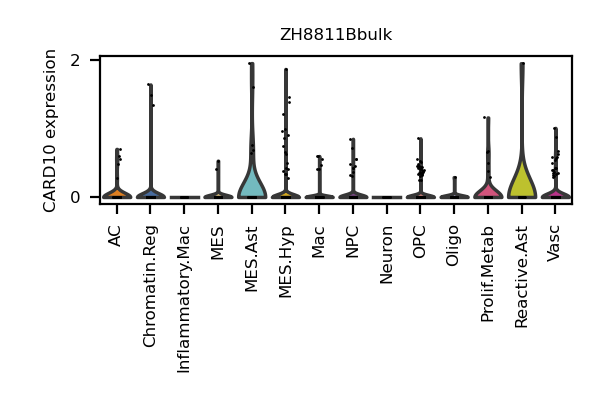 ZH8811Bbulk
CARD10 expression
2
0
AC
Chromatin.Reg
Inflammatory.Mac
MES
MES.Ast
MES.Hyp
Mac
NPC
Neuron
OPC
Oligo
Prolif.Metab
Reactive.Ast
Vasc